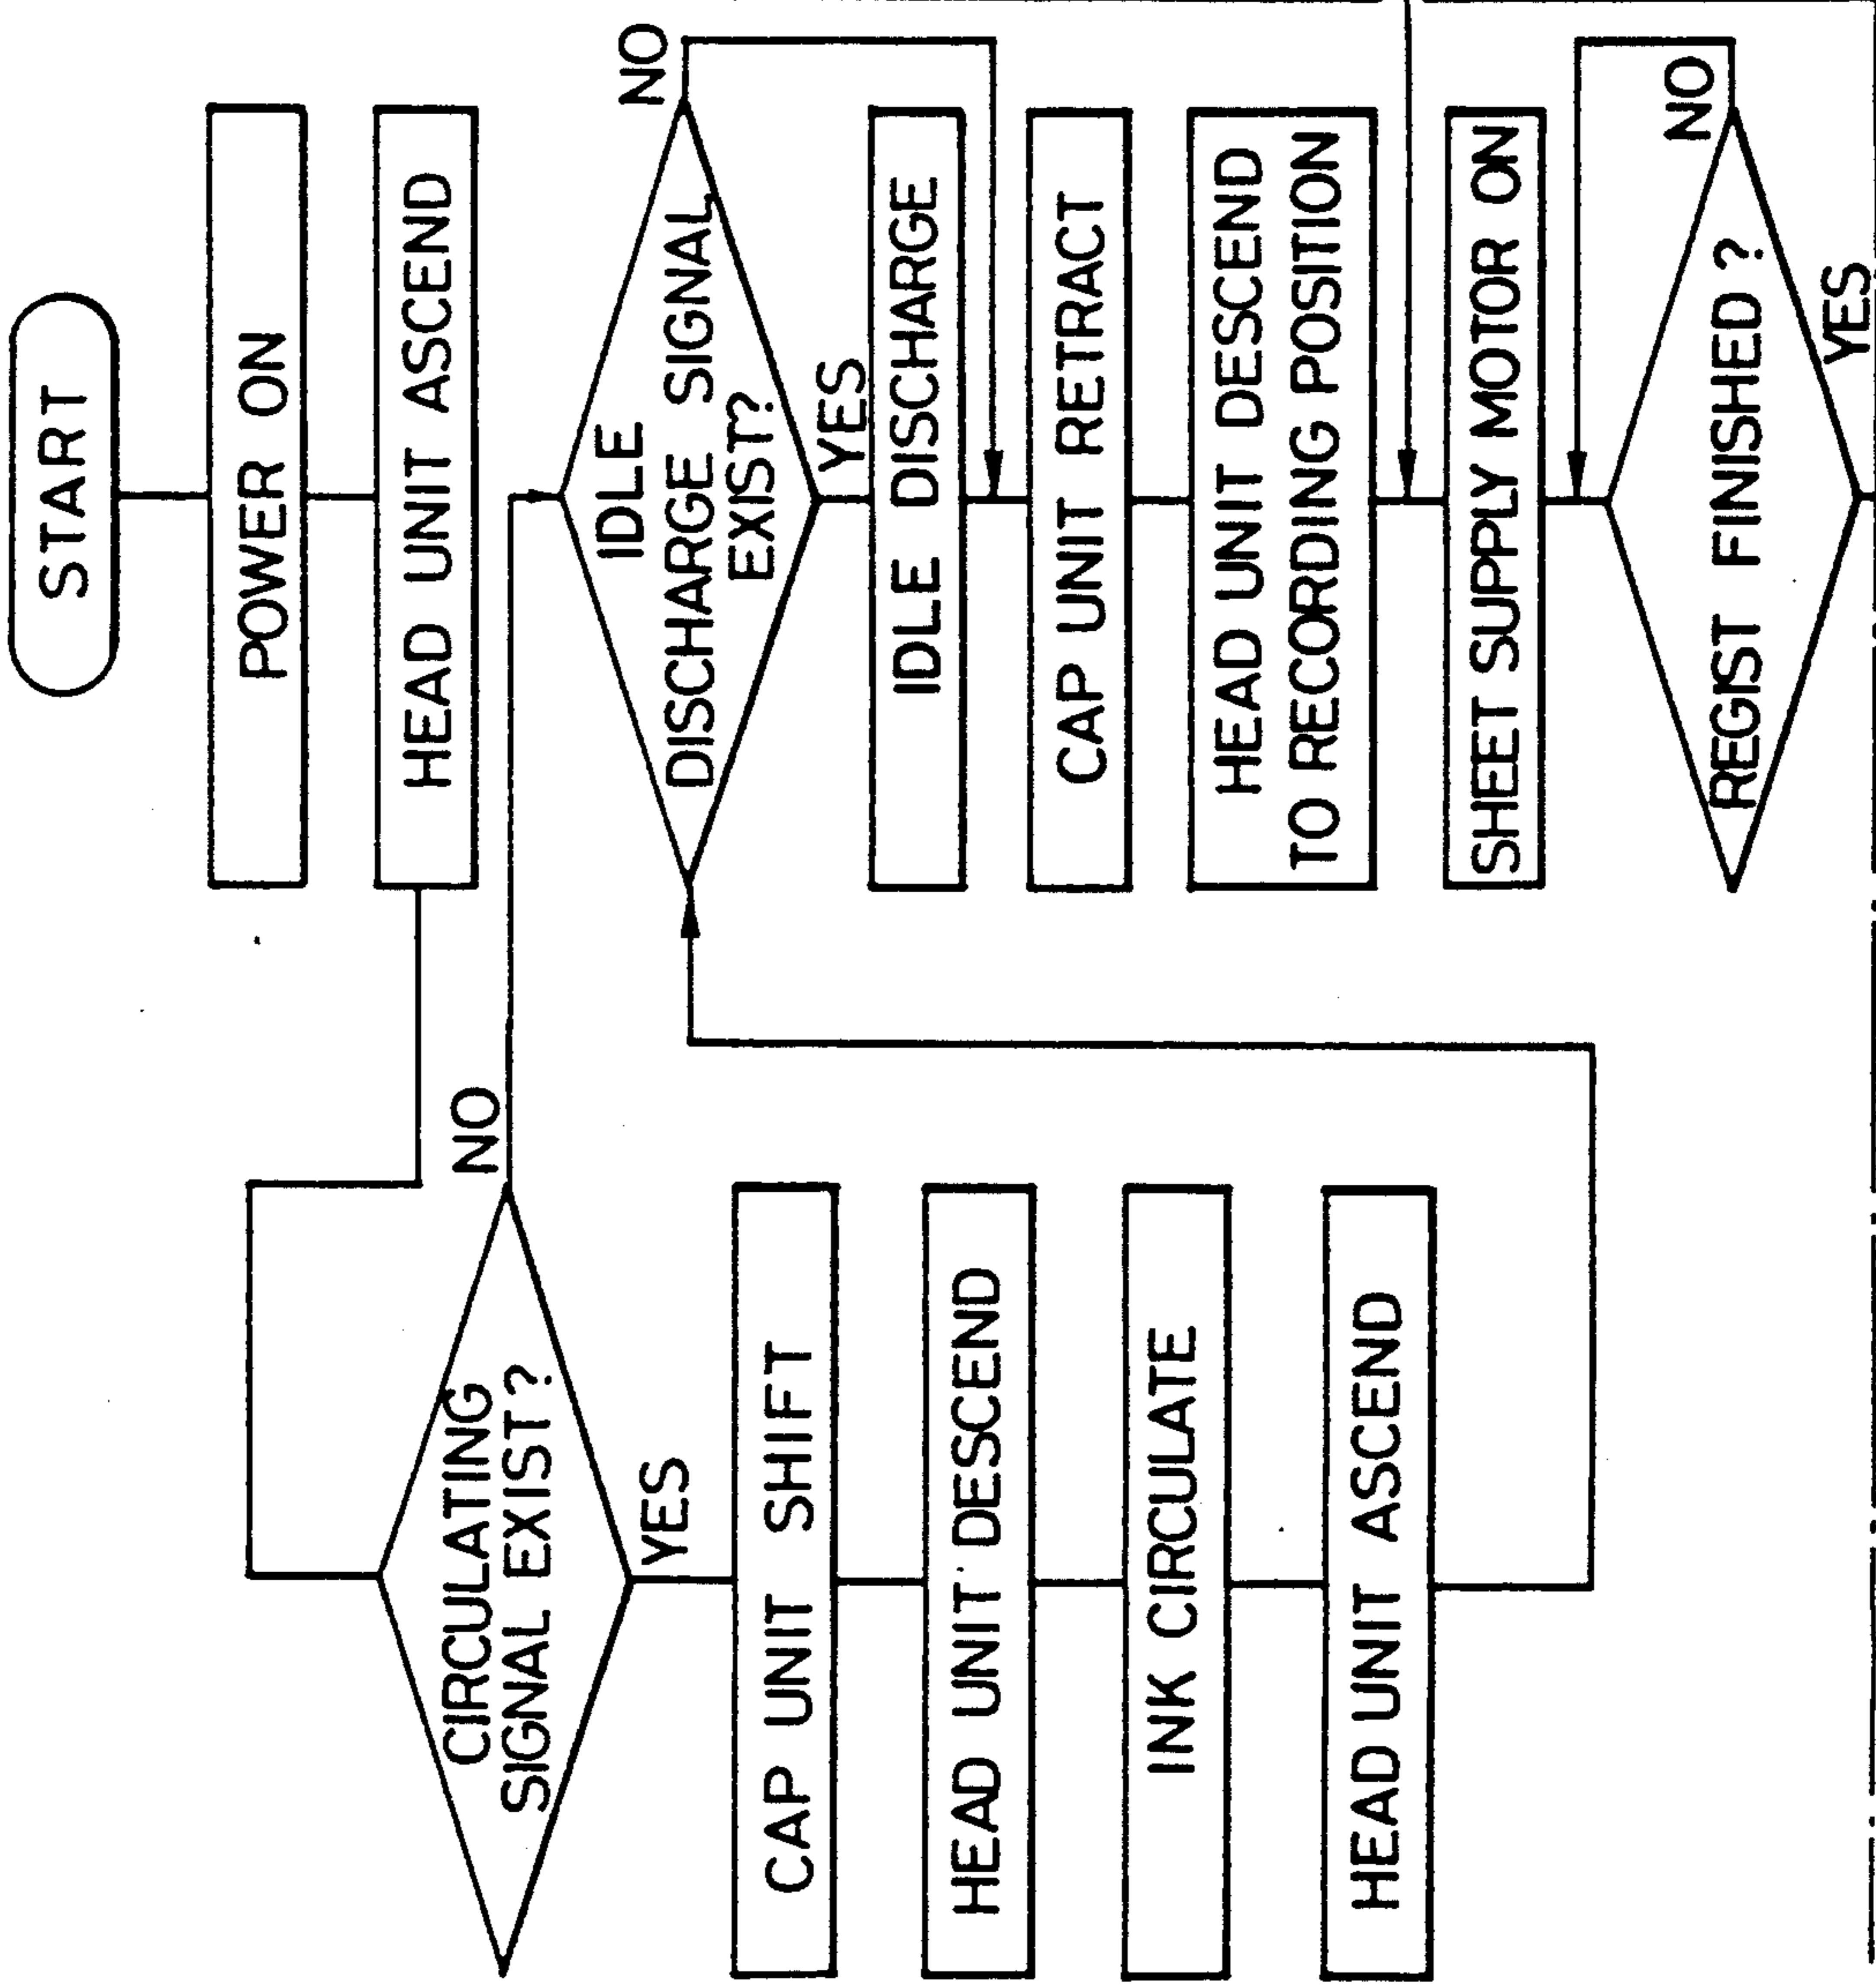 START
POWER ON
HEAD UNIT ASCEND
CIRCULATING
SIGNAL EXIST?
NO
YES
CAP UNIT SHIFT
HEAD UNIT DESCEND
INK CIRCULATE
HEAD UNIT ASCEND
IDLE
DISCHARGE SIGNAL
EXIST?
NO
YES
IDLE DISCHARGE
CAP UNIT RETRACT
HEAD UNIT DESCEND
TO RECORDING POSITION
SHEET SUPPLY MOTOR ON
REGIST FINISHED ?
NO
YES